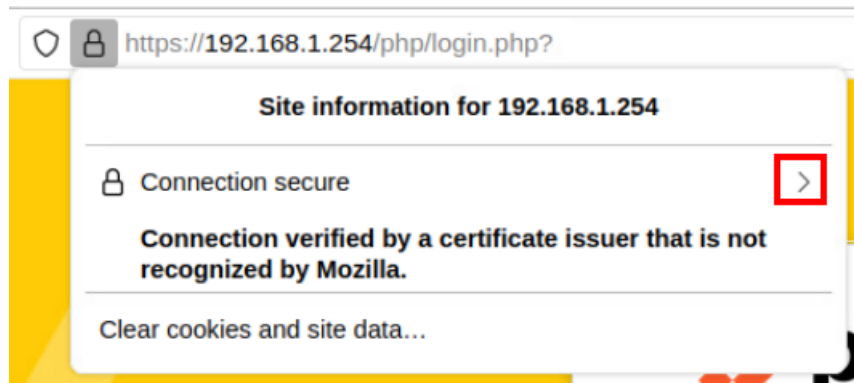 https://192.168.1.254/php/login.php?
Site information for 192.168.1.254
Connection secure
Connection verified by a certificate issuer that is not
recognized by Mozilla.
Clear cookies and site data…